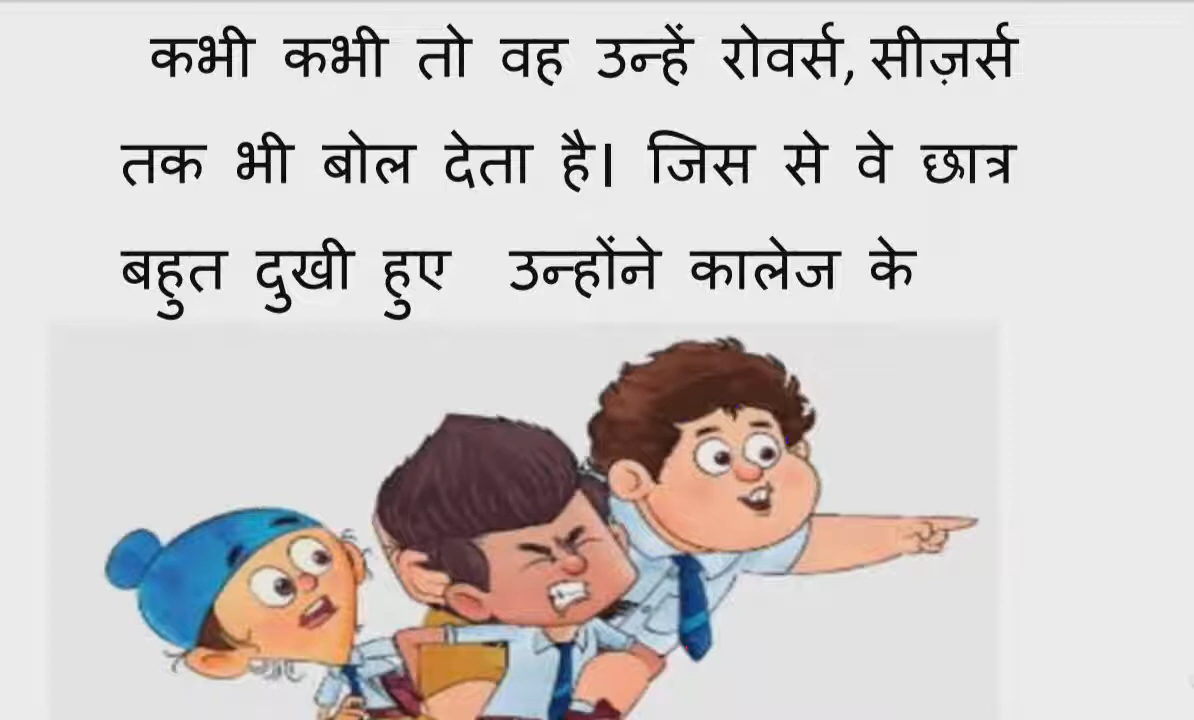 कभी कभी तो वह उन्हें रोवर्स, सीज़र्स
तक भी बोल देता है। जिस से वे छात्र
बहुत दुखी हुए उन्होंने कालेज के